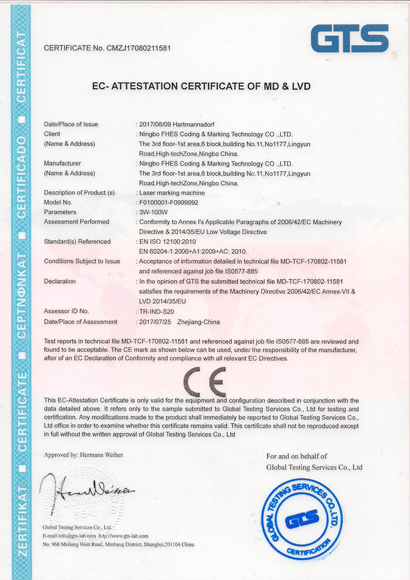 CERTIFICATE No. CMZJ17080211581
GTS
EC- ATTESTATION CERTIFICATE OF MD & LVD
Date/Place of Issue : 2017/08/09 Hartmannsdorf
Client : Ningbo FHES Coding & Marking Technology CO .,LTD.
(Name & Address) The 3rd floor-1st area,6 block,building No.11,No1177,Lingyun
Road,High-techZone,Ningbo China.
Manufacturer : Ningbo FHES Coding & Marking Technology CO .,LTD.
(Name & Address) The 3rd floor-1st area,6 block,building No.11,No1177,Lingyun
Road,High-techZone,Ningbo China.
Description of Product (s) : Laser marking machine
Model No. : F0100001-F0999992
Parameters : 3W-100W
Assessment Performed : Conformity to Annex I's Applicable Paragraphs of 2006/42/EC Machinery
Directive & 2014/35/EU Low Voltage Directive
Standard(s) Referenced : EN ISO 12100:2010
EN 60204-1:2006+A1:2009+AC: 2010.
Conditions Subject to Issue : Acceptance of information detailed in technical file MD-TCF-170802-11581
and referenced against job file IS0577-885
Declaration : In the opinion of GTS the submitted technical file MD-TCF-170802-11581
satisfies the requirements of the Machinery Directive 2006/42/EC Annex-VII &
LVD 2014/35/EU
Assessor ID No. : TR-IND-S20
Date/Place of Assessment : 2017/07/25 Zhejiang-China
Test reports in technical file MD-TCF-170802-11581 and referenced against job file IS0577-885 are reviewed and
found to be acceptable. The CE mark as shown below can be used, under the responsibility of the manufacturer,
after of an EC Declaration of Conformity and compliance with all relevant EC Directives.
CE
This EC-Attestation Certificate is only valid for the equipment and configuration described in conjunction with the
data detailed above. It refers only to the sample submitted to Global Testing Services Co., Ltd for testing and
certification. Any modifications made to the product shall immediately be reported to Global Testing Services Co.,
Ltd office in order to examine whether this certificate remains valid. This certificate shall not be reproduced except
in full without the written approval of Global Testing Services Co., Ltd
Approved by: Hermann Weiher
For and on behalf of
Global Testing Services Co., Ltd
Global Testing Services Co., Ltd.
E-mail:info@gts-lab.com .http://www.gts-lab.com
No. 968 Meilong West Road, Minhang District, Shanghai,201104 China
GLOBAL TESTING SERVICES CO.,LTD
GTS
CERTIFICATION
ZERTIFIKAT ■ CERTIFICATE ■ CEPTNФNKAT ■ CERTIFICADO ■ CERTIFICAT